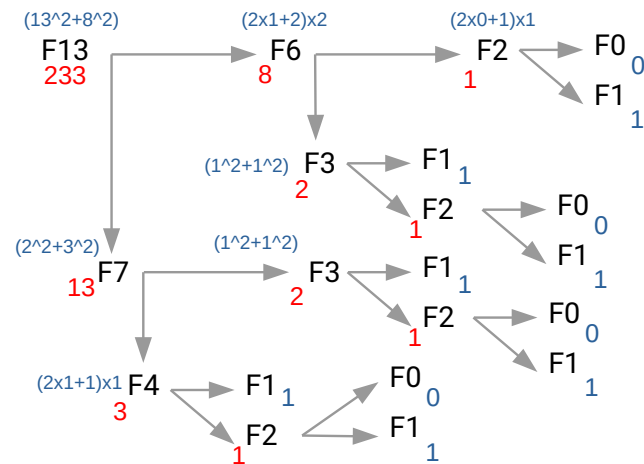 (13^2+8^2) (2x1+2)x2 (2x0+1)x1
F13 F6 F2 F0
233 8 1 0
F1
1
(1^2+1^2) F3 F1
2 1
F2 F0
1 0
F1
1
(2^2+3^2) (1^2+1^2)
13 F7 F3 F1
2 1
F2 F0
1 0
F1
1
(2x1+1)x1 F4 F1 F0
3 1 0
F2 F1
1 1